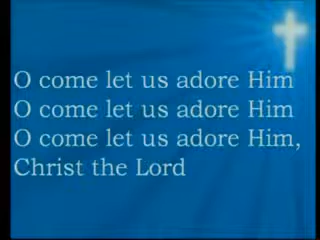 O come let us adore Him
O come let us adore Him
O come let us adore Him,
Christ the Lord